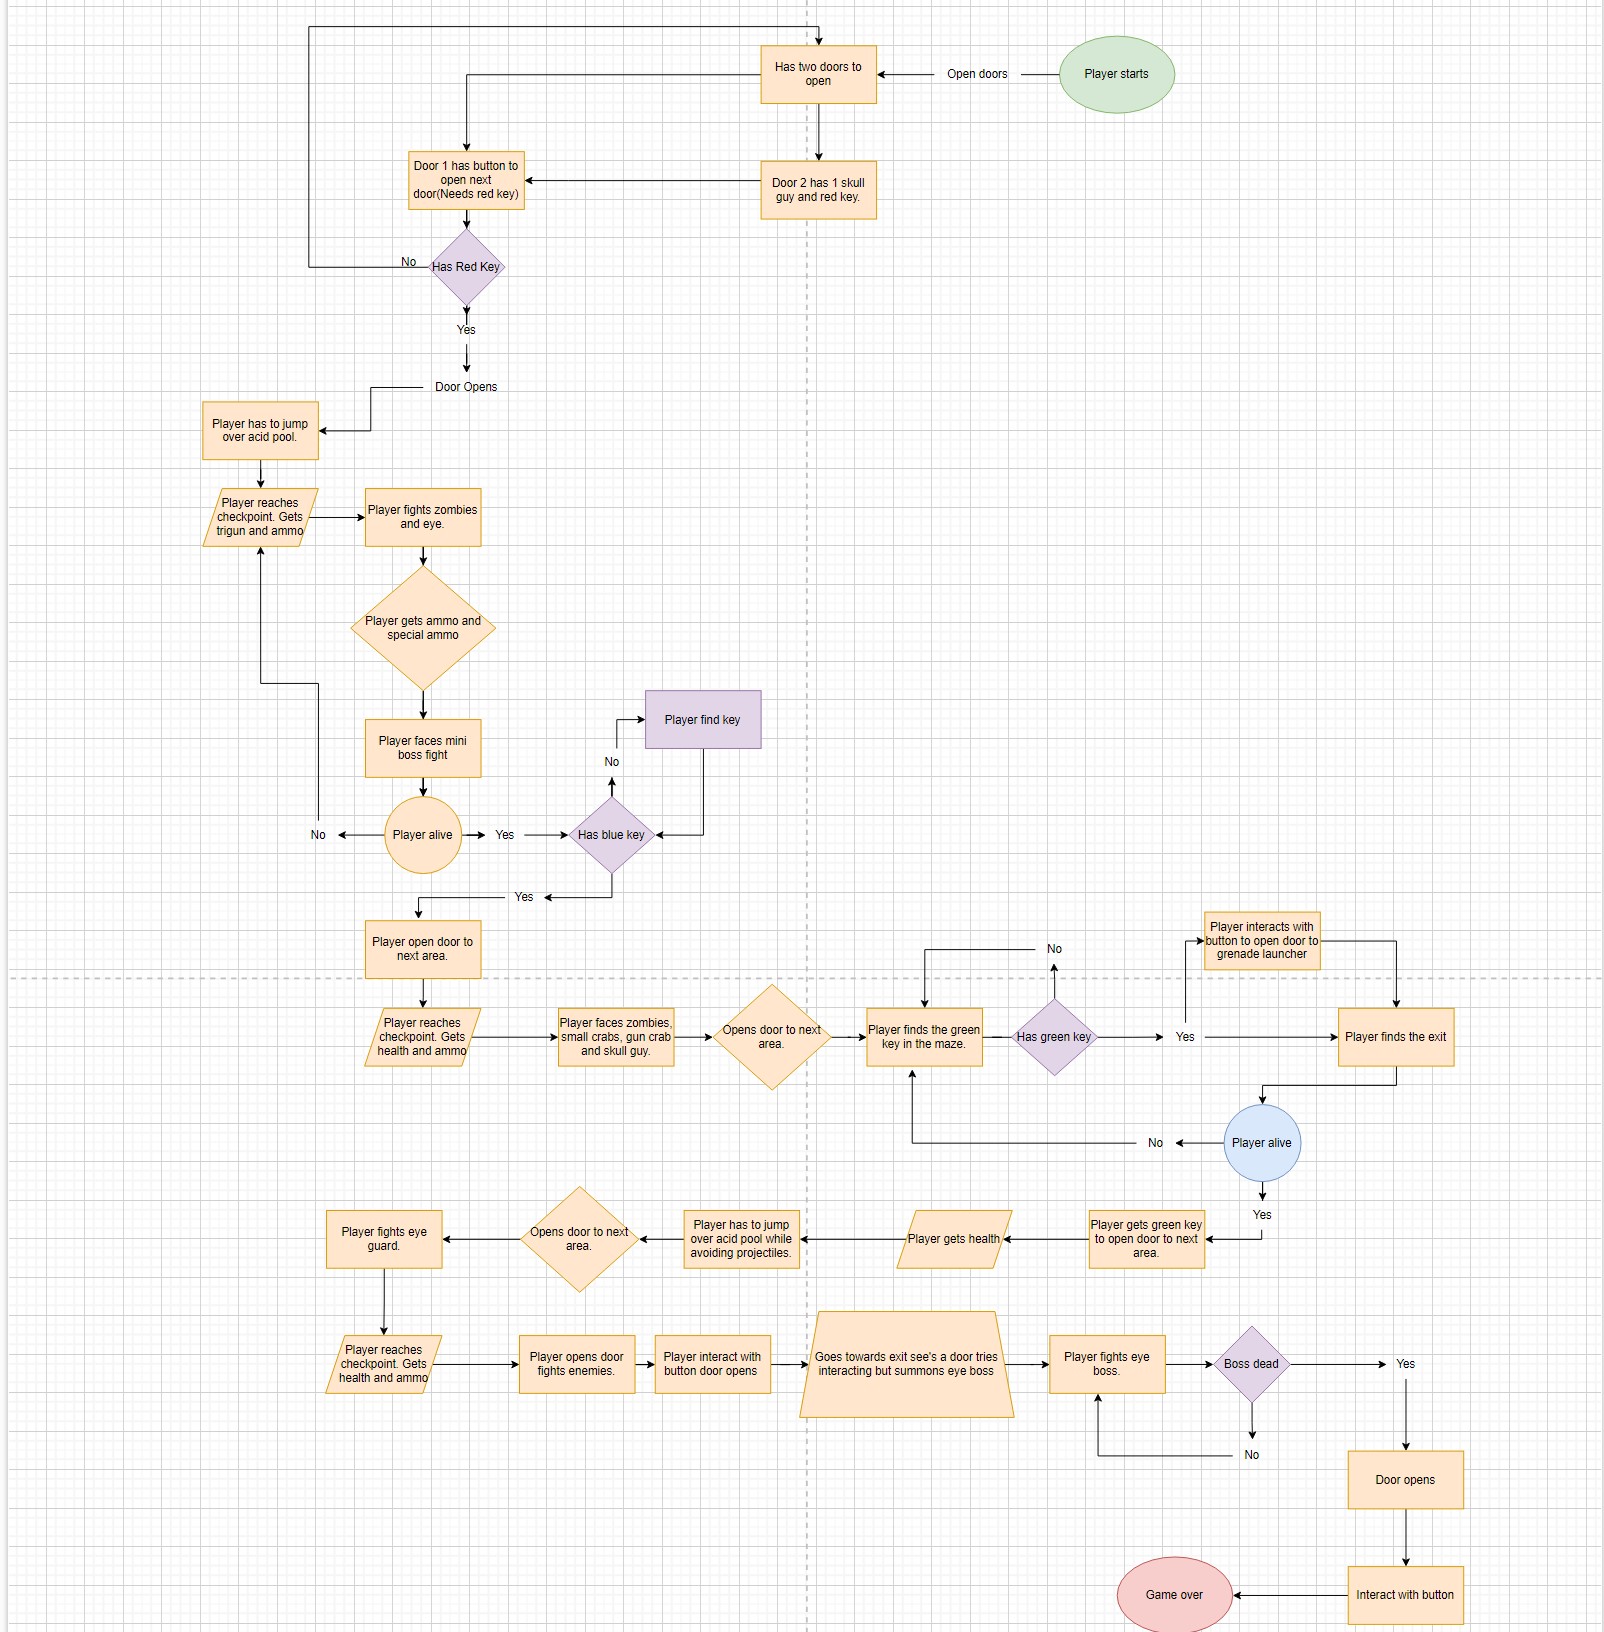 Has two doors to
open
Open doors
Player starts
Door 1 has button to
open next
door(Needs red key)
Door 2 has 1 skull
guy and red key.
No
Has Red Key
Yes
Door Opens
Player has to jump
over acid pool.
Player reaches
checkpoint. Gets
trigun and ammo
Player fights zombies
and eye.
Player gets ammo and
special ammo
Player faces mini
boss fight
Player find key
No
No
Player alive
Yes
Has blue key
Yes
Player open door to
next area.
Player reaches
checkpoint. Gets
health and ammo
Player faces zombies,
small crabs, gun crab
and skull guy.
Opens door to next
area.
Player finds the green
key in the maze.
No
Has green key
Yes
Player interacts with
button to open door to
grenade launcher
Player finds the exit
Player alive
No
Yes
Player gets green key
to open door to next
area.
Player gets health
Player has to jump
over acid pool while
avoiding projectiles.
Opens door to next
area.
Player fights eye
guard.
Player reaches
checkpoint. Gets
health and ammo
Player opens door
fights enemies.
Player interact with
button door opens
Goes towards exit see's a door tries
interacting but summons eye boss
Player fights eye
boss.
Boss dead
Yes
No
Door opens
Interact with button
Game over